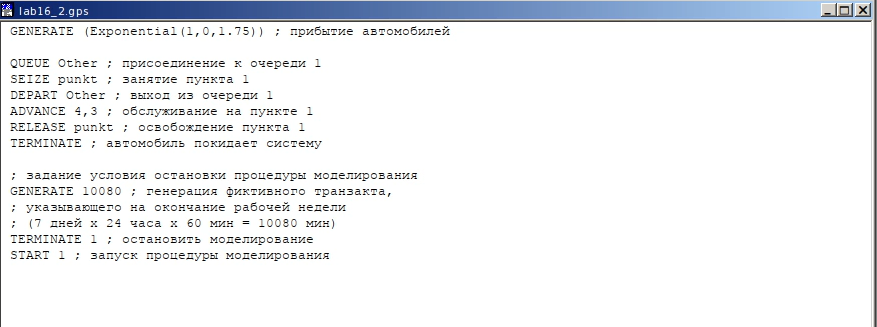 lab16_2.gps
GENERATE (Exponential(1,0,1.75)) ; прибытие автомобилей
QUEUE Other ; присоединение к очереди 1
SEIZE punkt ; занятие пункта 1
DEPART Other ; выход из очереди 1
ADVANCE 4,3 ; обслуживание на пункте 1
RELEASE punkt ; освобождение пункта 1
TERMINATE ; автомобиль покидает систему
; задание условия остановки процедуры моделирования
GENERATE 10080 ; генерация фиктивного транзакта,
; указывающего на окончание рабочей недели
; (7 дней x 24 часа x 60 мин = 10080 мин)
TERMINATE 1 ; остановить моделирование
START 1 ; запуск процедуры моделирования